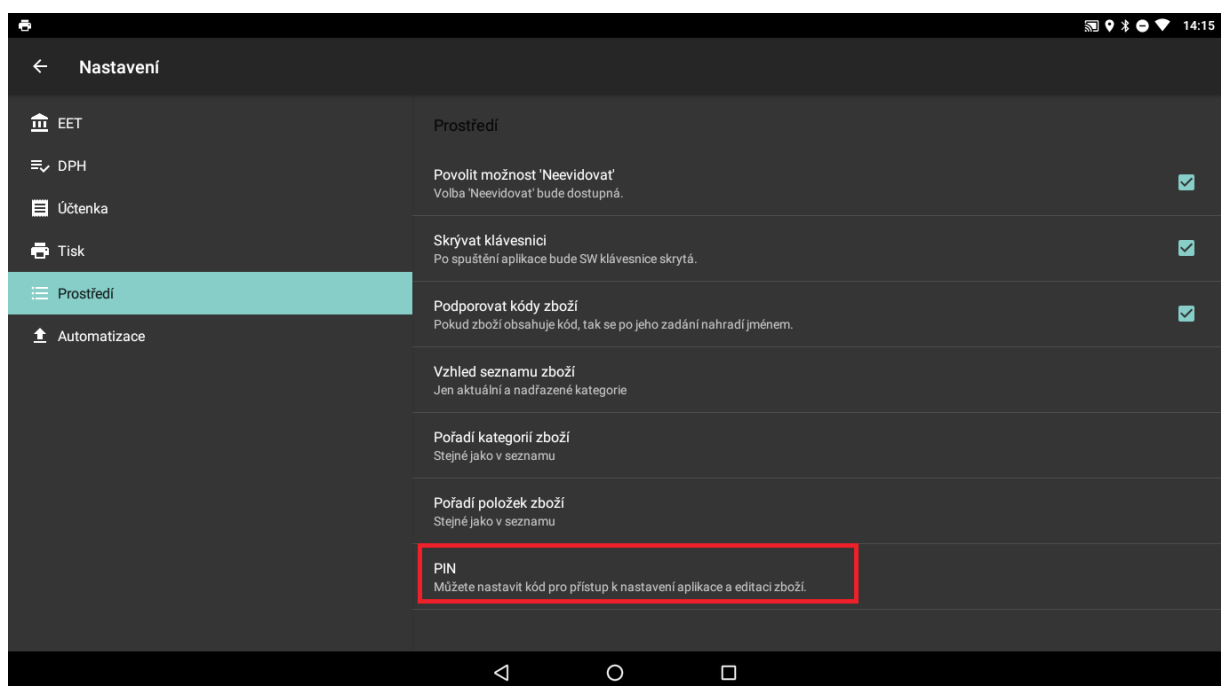 14:15
Nastavení
EET
DPH
Účtenka
Tisk
Prostředí
Automatizace
Prostředí
Povolit možnost 'Neevidovat'
Volba 'Neevidovat' bude dostupná.
Skrývat klávesnici
Po spuštění aplikace bude SW klávesnice skrytá.
Podporovat kódy zboží
Pokud zboží obsahuje kód, tak se po jeho zadání nahradí jménem.
Vzhled seznamu zboží
Jen aktuální a nadřazené kategorie
Pořadí kategorií zboží
Stejné jako v seznamu
Pořadí položek zboží
Stejné jako v seznamu
PIN
Můžete nastavit kód pro přístup k nastavení aplikace a editaci zboží.